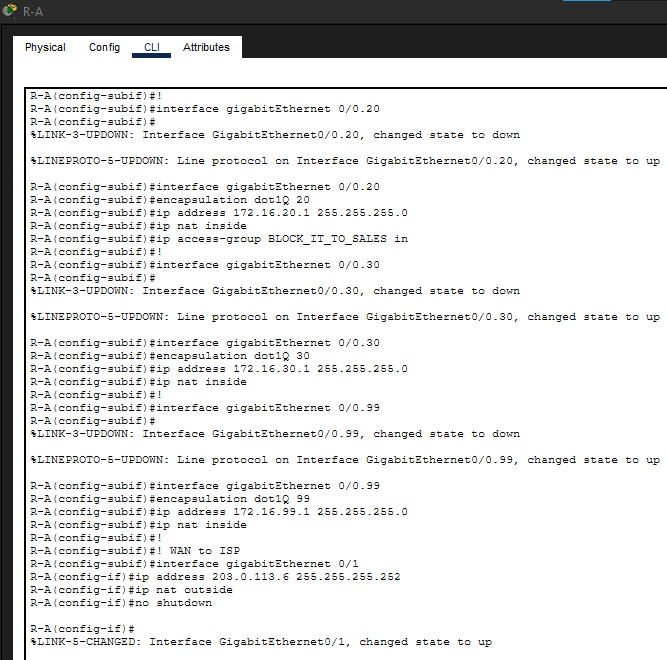 R-A
Physical Config CLI Attributes
R-A(config-subif)#!
R-A(config-subif)#interface gigabitEthernet 0/0.20
R-A(config-subif)#
%LINK-3-UPDOWN: Interface GigabitEthernet0/0.20, changed state to down
%LINEPROTO-5-UPDOWN: Line protocol on Interface GigabitEthernet0/0.20, changed state to up
R-A(config-subif)#interface gigabitEthernet 0/0.20
R-A(config-subif)#encapsulation dot1Q 20
R-A(config-subif)#ip address 172.16.20.1 255.255.255.0
R-A(config-subif)#ip nat inside
R-A(config-subif)#ip access-group BLOCK_IT_TO_SALES in
R-A(config-subif)#!
R-A(config-subif)#interface gigabitEthernet 0/0.30
R-A(config-subif)#
%LINK-3-UPDOWN: Interface GigabitEthernet0/0.30, changed state to down
%LINEPROTO-5-UPDOWN: Line protocol on Interface GigabitEthernet0/0.30, changed state to up
R-A(config-subif)#interface gigabitEthernet 0/0.30
R-A(config-subif)#encapsulation dot1Q 30
R-A(config-subif)#ip address 172.16.30.1 255.255.255.0
R-A(config-subif)#ip nat inside
R-A(config-subif)#!
R-A(config-subif)#interface gigabitEthernet 0/0.99
R-A(config-subif)#
%LINK-3-UPDOWN: Interface GigabitEthernet0/0.99, changed state to down
%LINEPROTO-5-UPDOWN: Line protocol on Interface GigabitEthernet0/0.99, changed state to up
R-A(config-subif)#interface gigabitEthernet 0/0.99
R-A(config-subif)#encapsulation dot1Q 99
R-A(config-subif)#ip address 172.16.99.1 255.255.255.0
R-A(config-subif)#ip nat inside
R-A(config-subif)#!
R-A(config-subif)#! WAN to ISP
R-A(config-subif)#interface gigabitEthernet 0/1
R-A(config-if)#ip address 203.0.113.6 255.255.255.252
R-A(config-if)#ip nat outside
R-A(config-if)#no shutdown
R-A(config-if)#
%LINK-5-CHANGED: Interface GigabitEthernet0/1, changed state to up